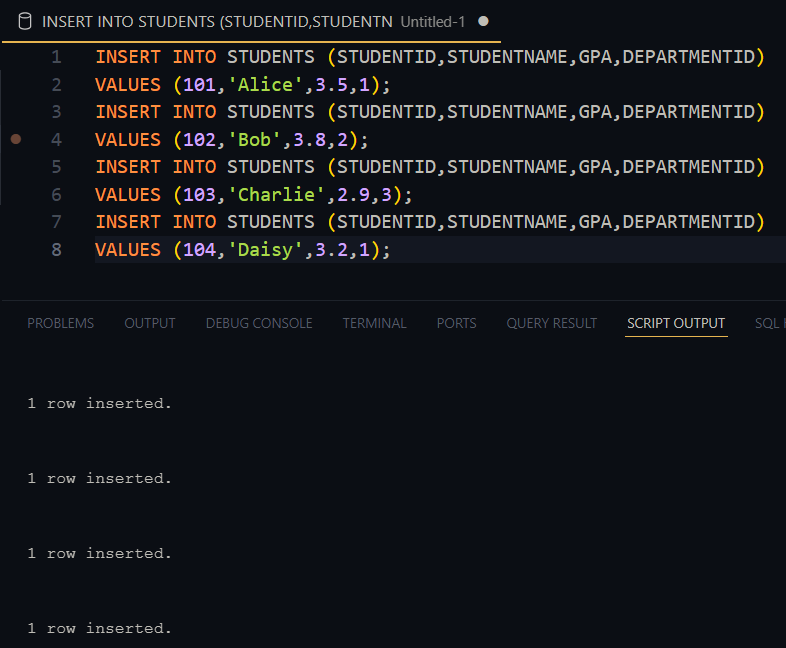 INSERT INTO STUDENTS (STUDENTID,STUDENTN Untitled-1
1 INSERT INTO STUDENTS (STUDENTID,STUDENTNAME,GPA,DEPARTMENTID)
2 VALUES (101,'Alice',3.5,1);
3 INSERT INTO STUDENTS (STUDENTID,STUDENTNAME,GPA,DEPARTMENTID)
4 VALUES (102,'Bob',3.8,2);
5 INSERT INTO STUDENTS (STUDENTID,STUDENTNAME,GPA,DEPARTMENTID)
6 VALUES (103,'Charlie',2.9,3);
7 INSERT INTO STUDENTS (STUDENTID,STUDENTNAME,GPA,DEPARTMENTID)
8 VALUES (104,'Daisy',3.2,1);
PROBLEMS OUTPUT DEBUG CONSOLE TERMINAL PORTS QUERY RESULT SCRIPT OUTPUT SQL
1 row inserted.
1 row inserted.
1 row inserted.
1 row inserted.